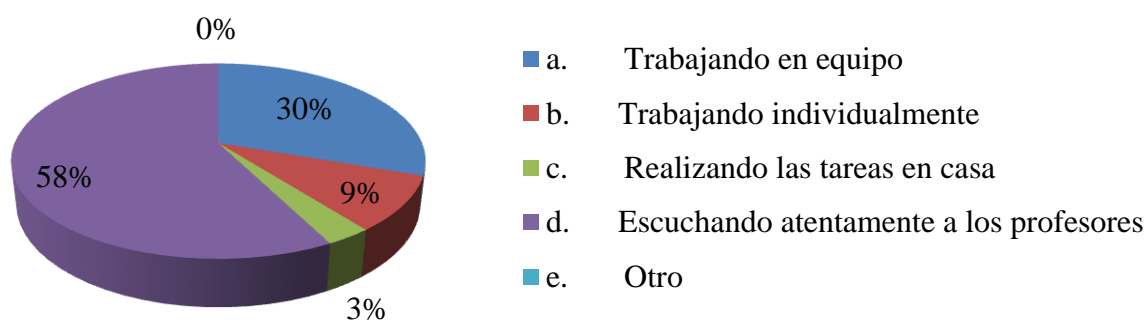 0%
30%
9%
3%
58%
a. Trabajando en equipo
b. Trabajando individualmente
c. Realizando las tareas en casa
d. Escuchando atentamente a los profesores
e. Otro